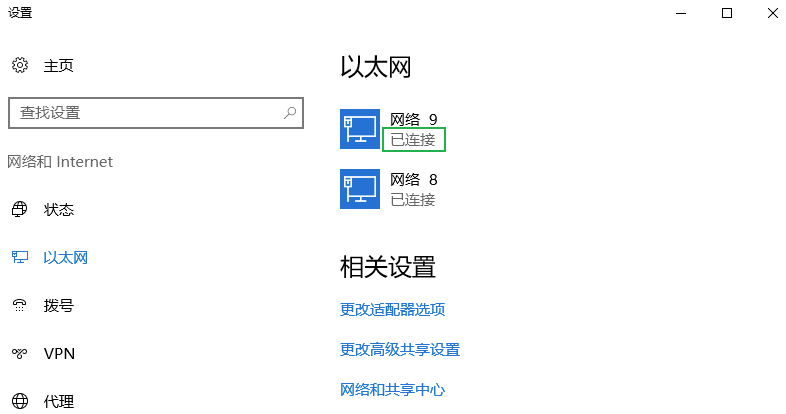 设置
主页
查找设置
网络和 Internet
状态
以太网
拨号
VPN
代理
以太网
网络 9
已连接
网络 8
已连接
相关设置
更改适配器选项
更改高级共享设置
网络和共享中心